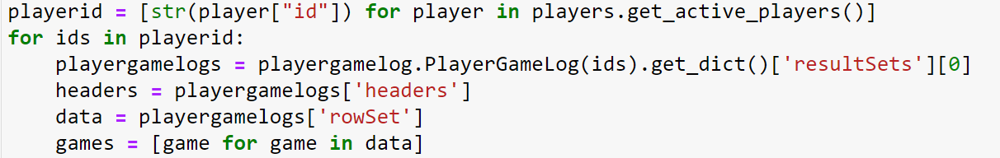 playerid = [str(player["id"]) for player in players.get_active_players()]
for ids in playerid:
    playergamelogs = playergamelog.PlayerGameLog(ids).get_dict()['resultSets'][0]
    headers = playergamelogs['headers']
    data = playergamelogs['rowSet']
    games = [game for game in data]